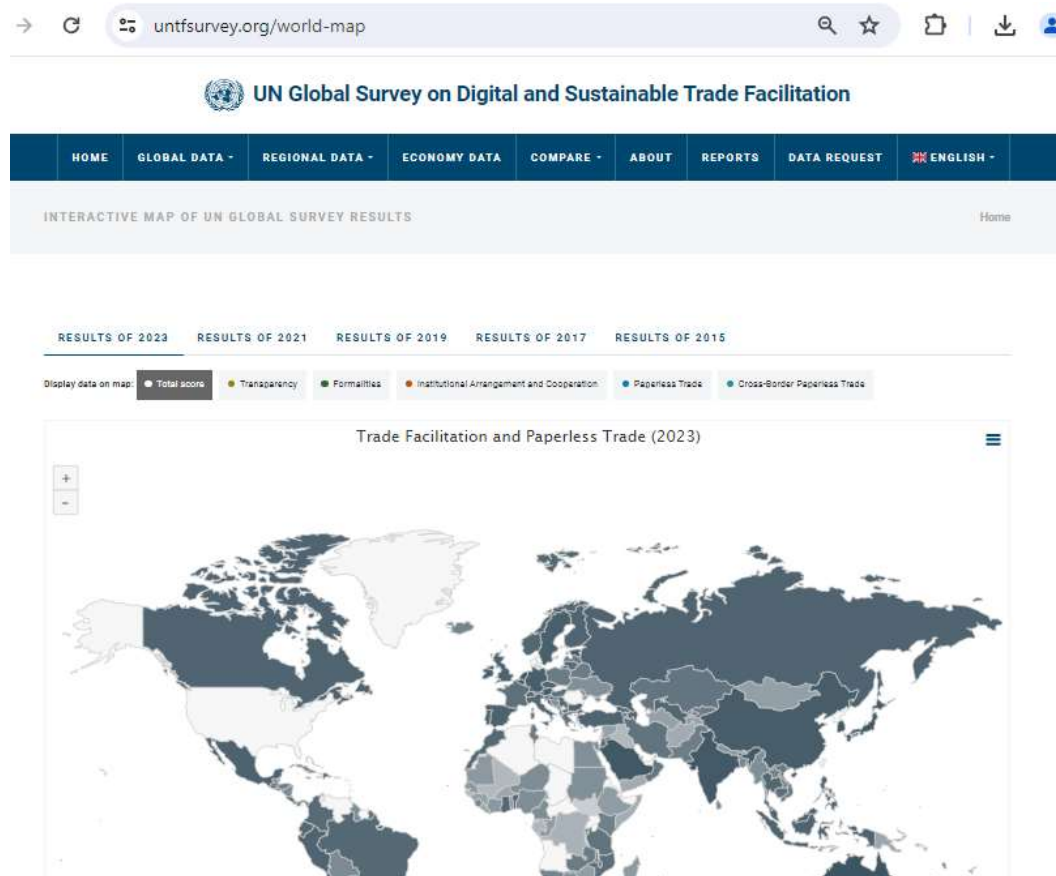 untfsurvey.org/world-map
UN Global Survey on Digital and Sustainable Trade Facilitation
HOME GLOBAL DATA - REGIONAL DATA - ECONOMY DATA COMPARE - ABOUT REPORTS DATA REQUEST ENGLISH -
INTERACTIVE MAP OF UN GLOBAL SURVEY RESULTS Home
RESULTS OF 2023 RESULTS OF 2021 RESULTS OF 2019 RESULTS OF 2017 RESULTS OF 2015
Display data on map: Total score Transparency Formalities Institutional Arrangement and Cooperation Paperless Trade Cross-Border Paperless Trade
Trade Facilitation and Paperless Trade (2023)
+
-